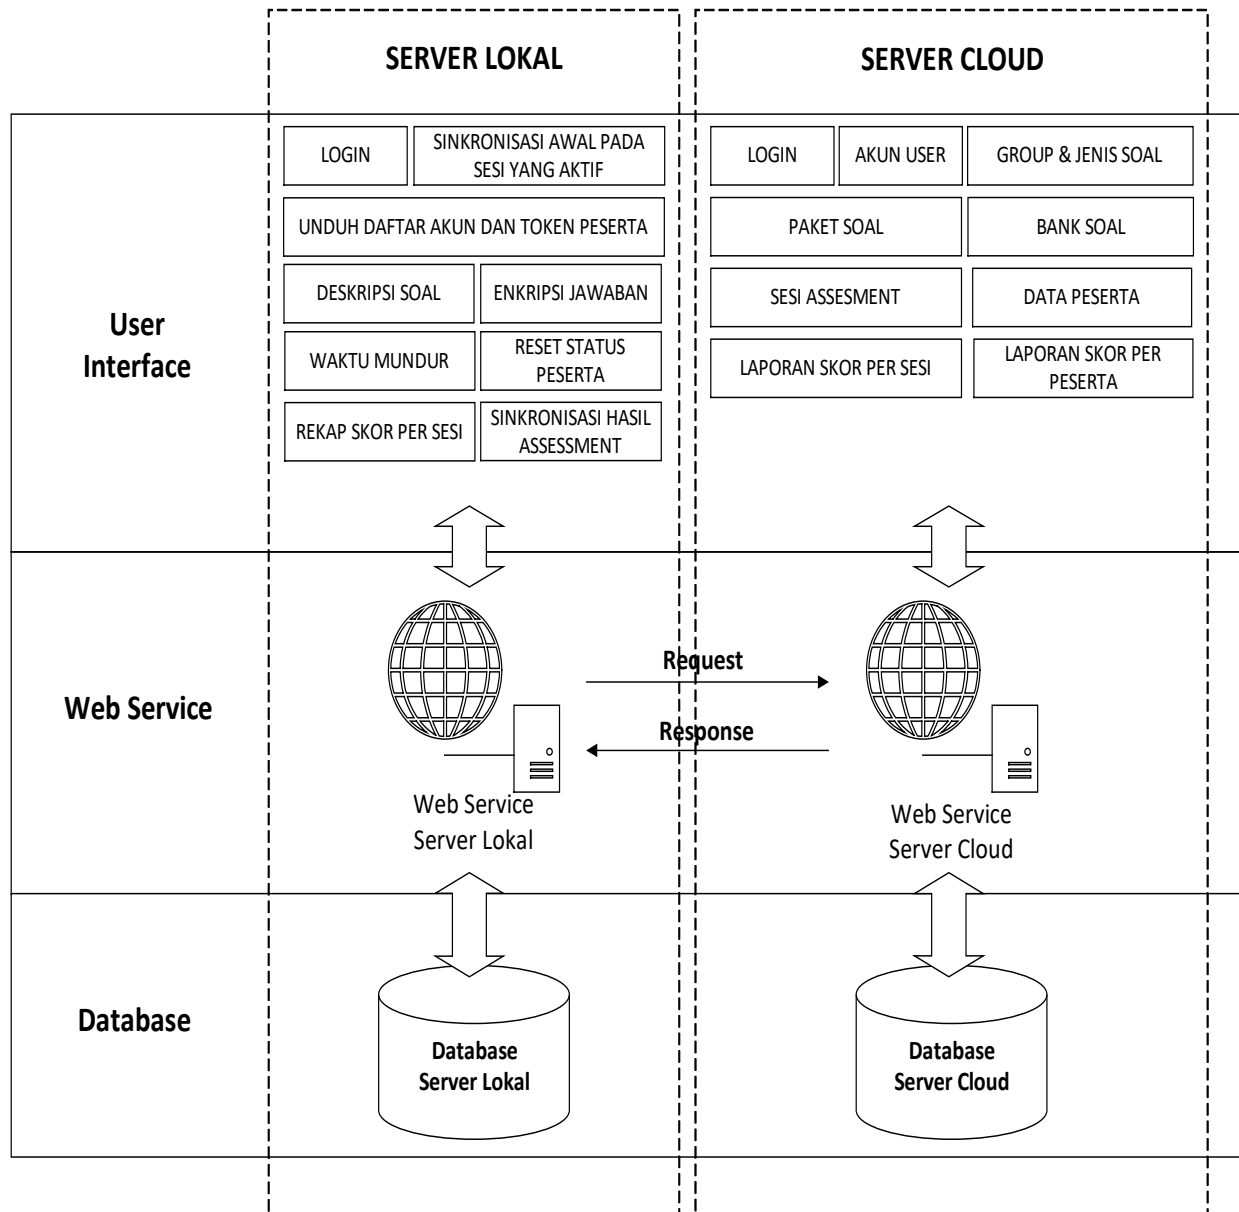 SERVER LOKAL
SERVER CLOUD
User
Interface
LOGIN
SINKRONISASI AWAL PADA
SESI YANG AKTIF
UNDUH DAFTAR AKUN DAN TOKEN PESERTA
DESKRIPSI SOAL
ENKRIPSI JAWABAN
WAKTU MUNDUR
RESET STATUS
PESERTA
REKAP SKOR PER SESI
SINKRONISASI HASIL
ASSESSMENT
LOGIN
AKUN USER
GROUP & JENIS SOAL
PAKET SOAL
BANK SOAL
SESI ASSESMENT
DATA PESERTA
LAPORAN SKOR PER SESI
LAPORAN SKOR PER
PESERTA
Web Service
Web Service
Server Lokal
Request
Response
Web Service
Server Cloud
Database
Database
Server Lokal
Database
Server Cloud